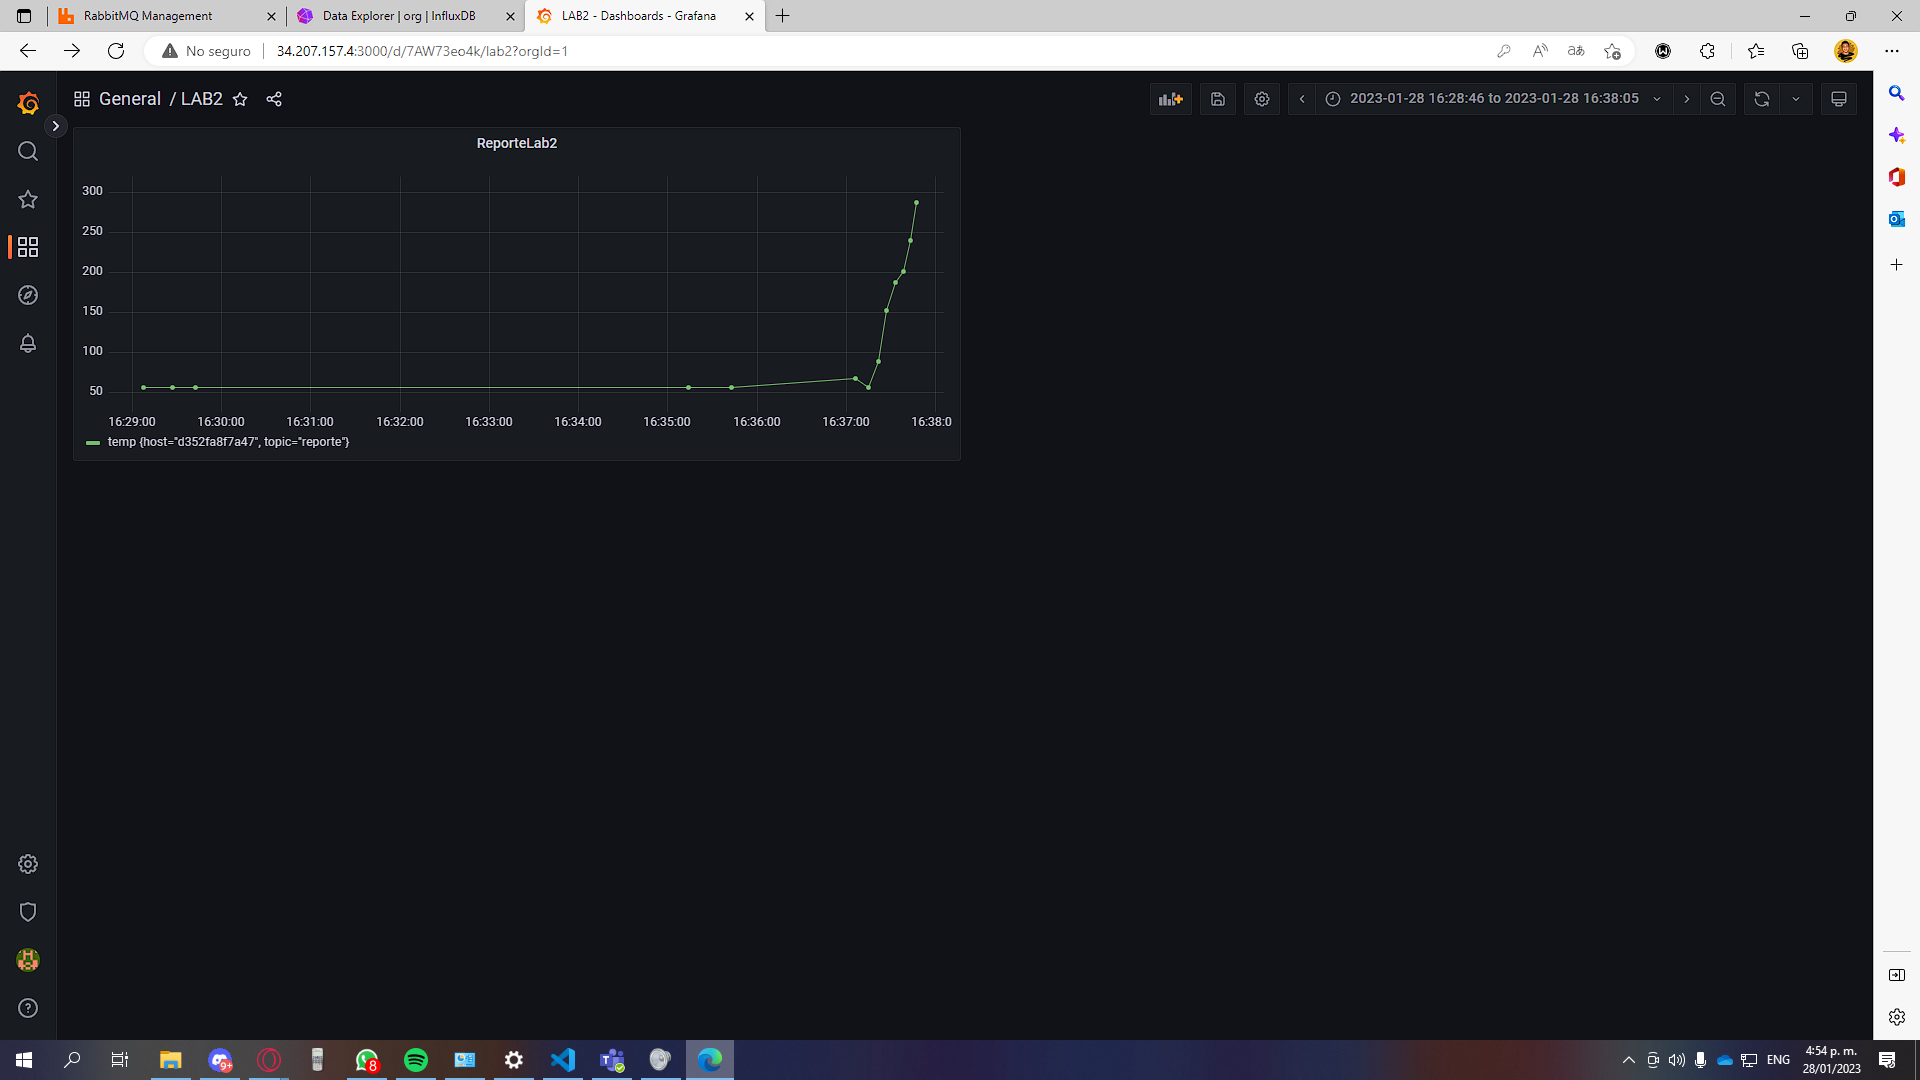 RabbitMQ Management
Data Explorer | org | InfluxDB
LAB2 - Dashboards - Grafana
No seguro
34.207.157.4:3000/d/7AW73eo4k/lab2?orgId=1
General / LAB2
2023-01-28 16:28:46 to 2023-01-28 16:38:05
ReporteLab2
300
250
200
150
100
50
16:29:00 16:30:00 16:31:00 16:32:00 16:33:00 16:34:00 16:35:00 16:36:00 16:37:00 16:38:0
temp {host="d352fa8f7a47", topic="reporte"}
9+
8
ENG
4:54 p. m.
28/01/2023